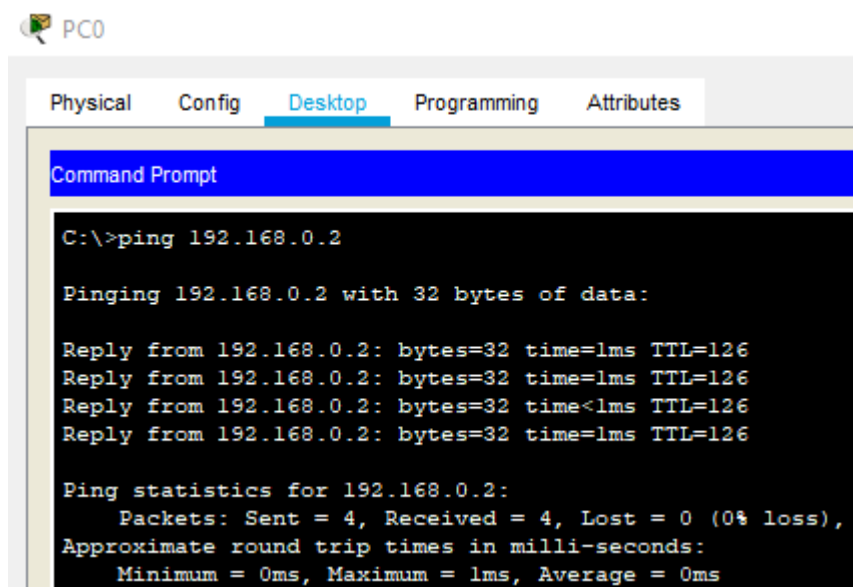 PC0
Physical Config Desktop Programming Attributes
Command Prompt
C:\>ping 192.168.0.2
Pinging 192.168.0.2 with 32 bytes of data:
Reply from 192.168.0.2: bytes=32 time=1ms TTL=126
Reply from 192.168.0.2: bytes=32 time=1ms TTL=126
Reply from 192.168.0.2: bytes=32 time<1ms TTL=126
Reply from 192.168.0.2: bytes=32 time=1ms TTL=126
Ping statistics for 192.168.0.2:
Packets: Sent = 4, Received = 4, Lost = 0 (0% loss),
Approximate round trip times in milli-seconds:
Minimum = 0ms, Maximum = 1ms, Average = 0ms